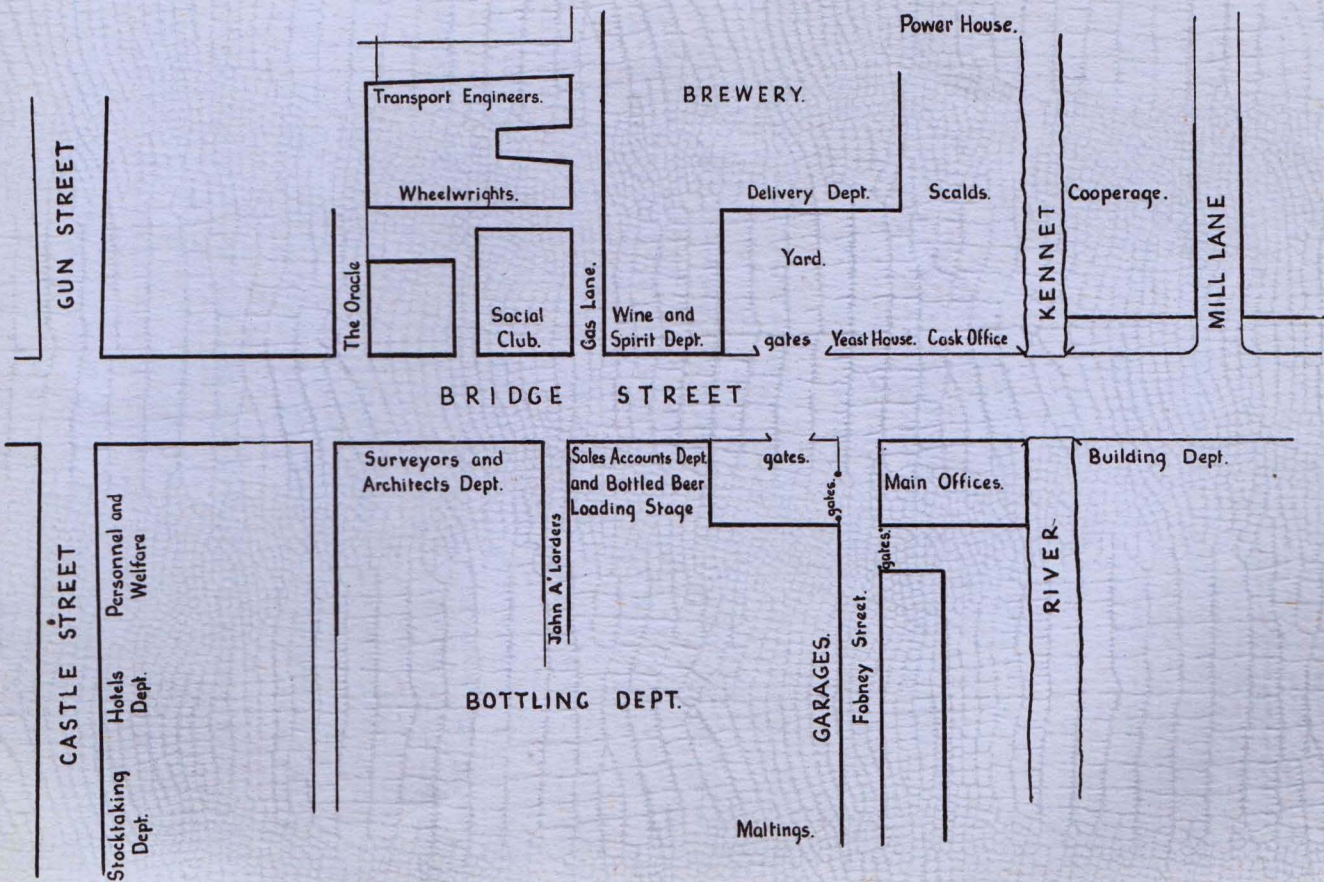 Power House.
Transport Engineers.
BREWERY.
GUN STREET
Wheelwrights.
Delivery Dept.
Scalds.
KENNET
Cooperage.
MILL LANE
The Oracle
Social
Club.
Gas Lane.
Yard.
Wine and
Spirit Dept.
gates
Yeast House.
Cask Office
BRIDGE STREET
Surveyors and
Architects Dept.
Sales Accounts Dept
and Bottled Beer
Loading Stage
gates.
gates.
Main Offices.
Building Dept.
CASTLE STREET
Personnel and
Welfare
Hotels
Dept.
Stocktaking
Dept.
John A' Larders
BOTTLING DEPT.
GARAGES.
Fobney Street.
gates.
RIVER
Maltings.